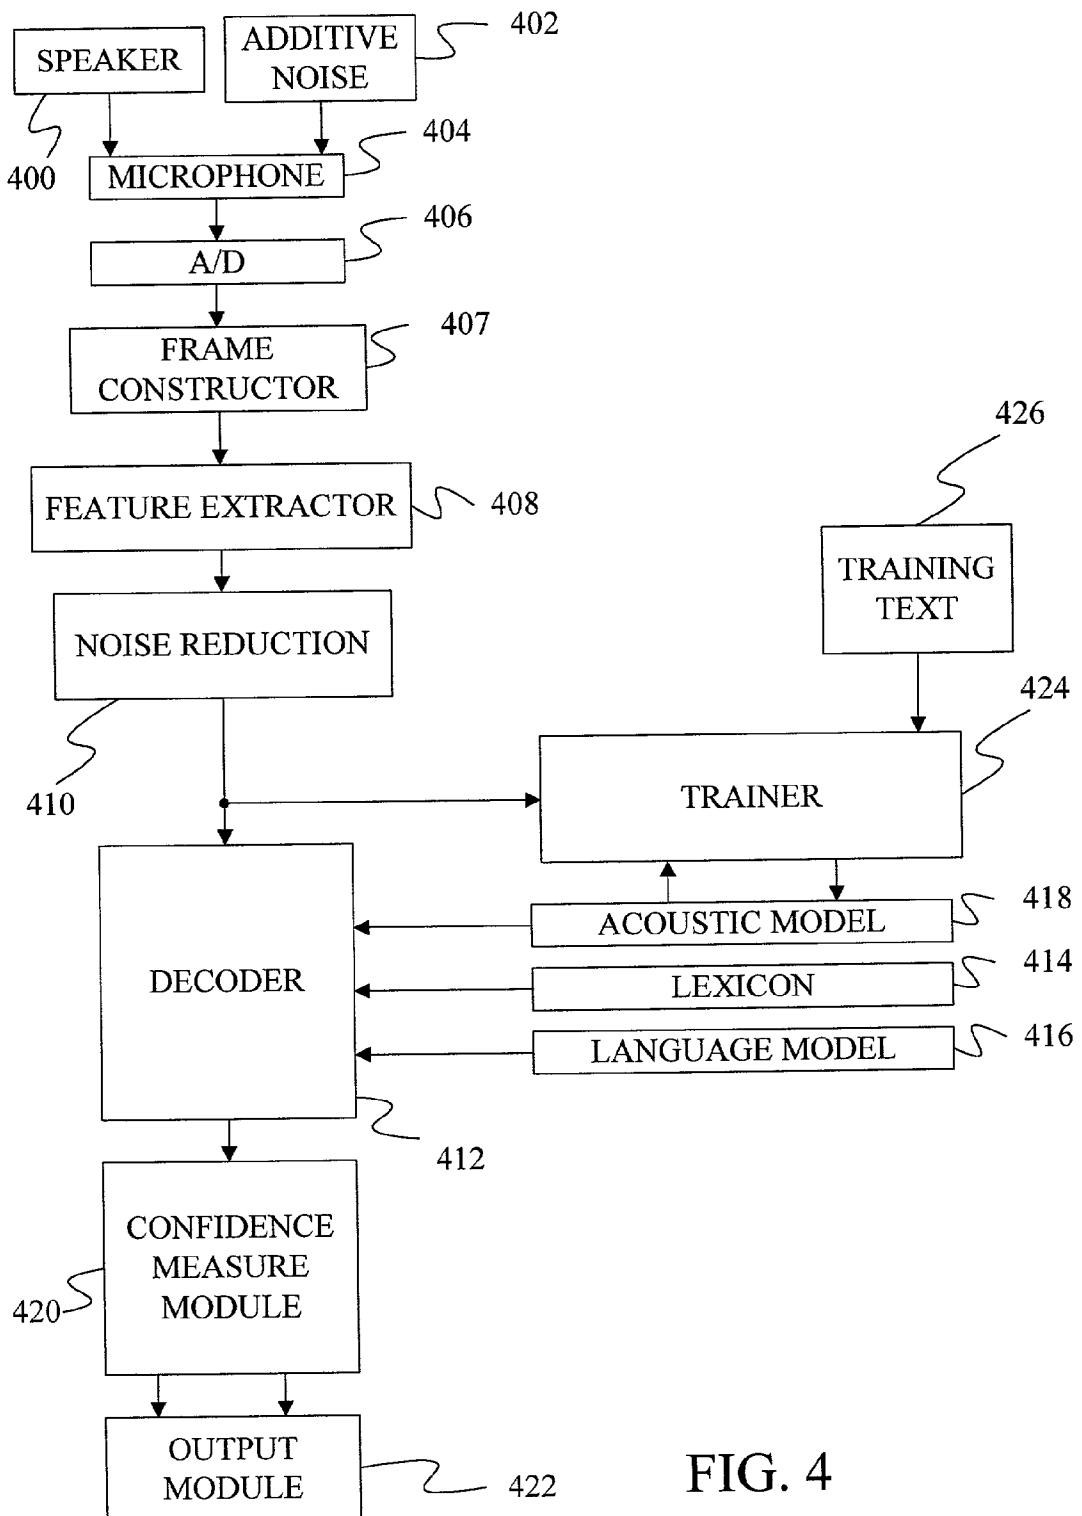 SPEAKER
400
ADDITIVE
NOISE
402
MICROPHONE
404
A/D
406
FRAME
CONSTRUCTOR
407
FEATURE EXTRACTOR
408
NOISE REDUCTION
410
TRAINING
TEXT
426
TRAINER
424
DECODER
412
ACOUSTIC MODEL
418
LEXICON
414
LANGUAGE MODEL
416
CONFIDENCE
MEASURE
MODULE
420
OUTPUT
MODULE
422
FIG. 4